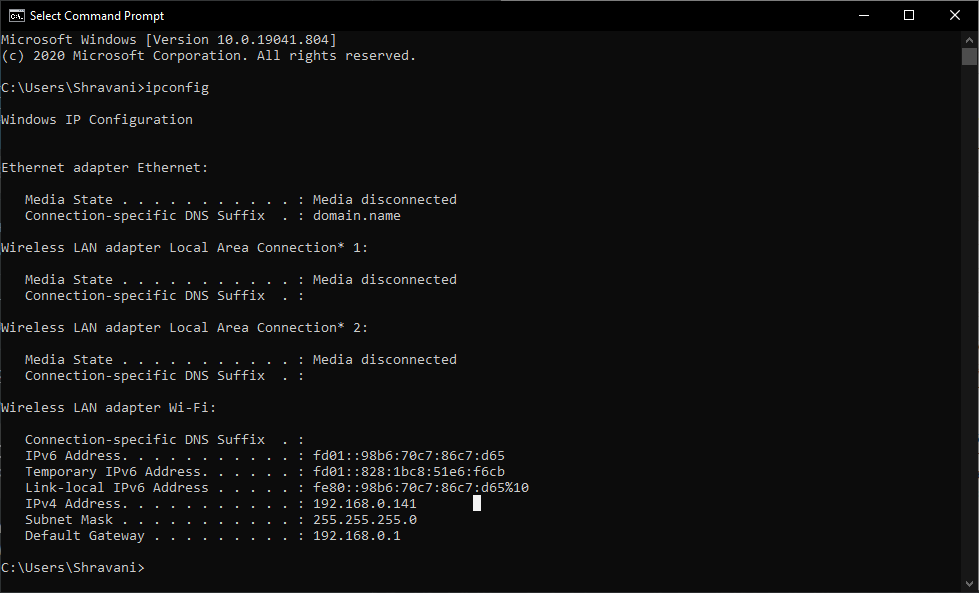 Select Command Prompt
Microsoft Windows [Version 10.0.19041.804]
(c) 2020 Microsoft Corporation. All rights reserved.
C:\Users\Shravani>ipconfig
Windows IP Configuration
Ethernet adapter Ethernet:
   Media State . . . . . . . . . . . : Media disconnected
   Connection-specific DNS Suffix  . : domain.name
Wireless LAN adapter Local Area Connection* 1:
   Media State . . . . . . . . . . . : Media disconnected
   Connection-specific DNS Suffix  . :
Wireless LAN adapter Local Area Connection* 2:
   Media State . . . . . . . . . . . : Media disconnected
   Connection-specific DNS Suffix  . :
Wireless LAN adapter Wi-Fi:
   Connection-specific DNS Suffix  . :
   IPv6 Address. . . . . . . . . . . : fd01::98b6:70c7:86c7:d65
   Temporary IPv6 Address. . . . . . : fd01::828:1bc8:51e6:f6cb
   Link-local IPv6 Address . . . . . : fe80::98b6:70c7:86c7:d65%10
   IPv4 Address. . . . . . . . . . . : 192.168.0.141
   Subnet Mask . . . . . . . . . . . : 255.255.255.0
   Default Gateway . . . . . . . . . : 192.168.0.1
C:\Users\Shravani>